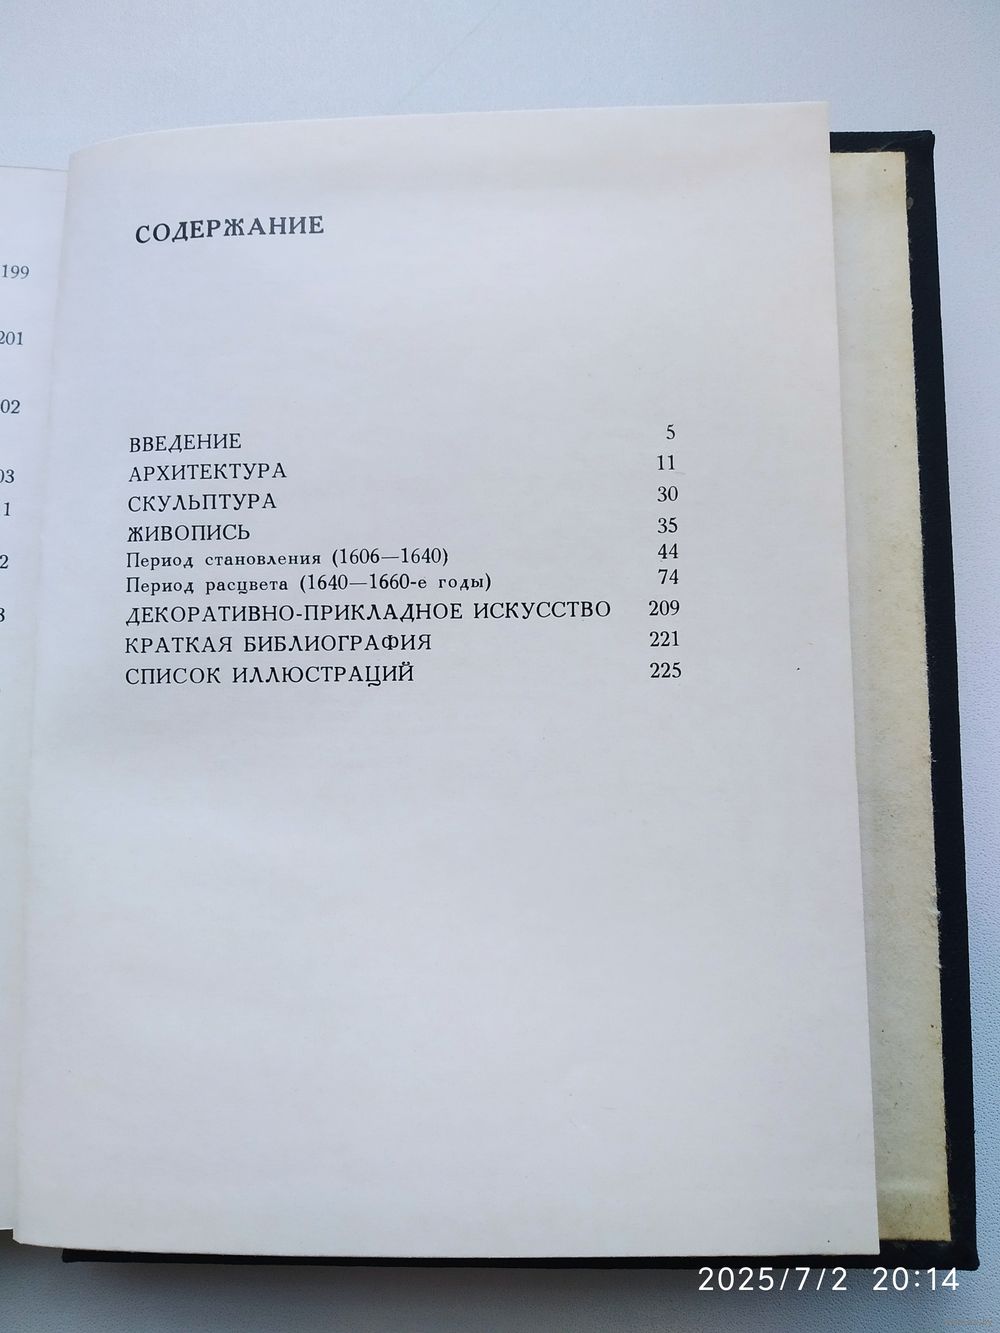 199
201
02
03
1
2
3
СОДЕРЖАНИЕ
ВВЕДЕНИЕ 5
АРХИТЕКТУРА 11
СКУЛЬПТУРА 30
ЖИВОПИСЬ 35
Период становления (1606—1640) 44
Период расцвета (1640—1660-е годы) 74
ДЕКОРАТИВНО-ПРИКЛАДНОЕ ИСКУССТВО 209
КРАТКАЯ БИБЛИОГРАФИЯ 221
СПИСОК ИЛЛЮСТРАЦИЙ 225
2025/7/2 20:14